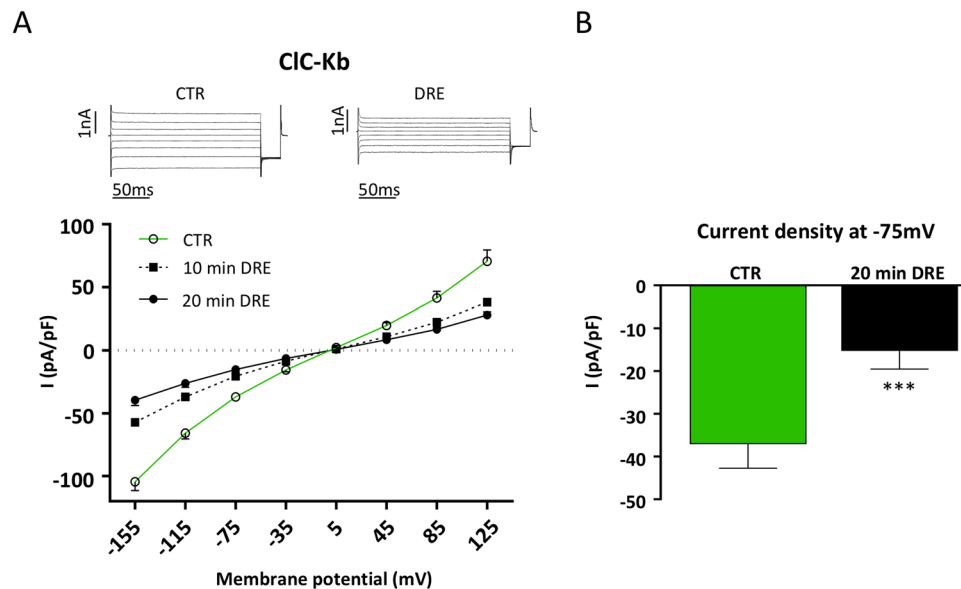 A
B
ClC-Kb
CTR
DRE
1nA
1nA
50ms
50ms
100
50
0
-50
-100
I (pA/pF)
CTR
10 min DRE
20 min DRE
-155
-115
-75
-35
5
45
85
125
Membrane potential (mV)
Current density at -75mV
CTR
20 min DRE
0
-10
-20
-30
-40
-50
I (pA/pF)
***